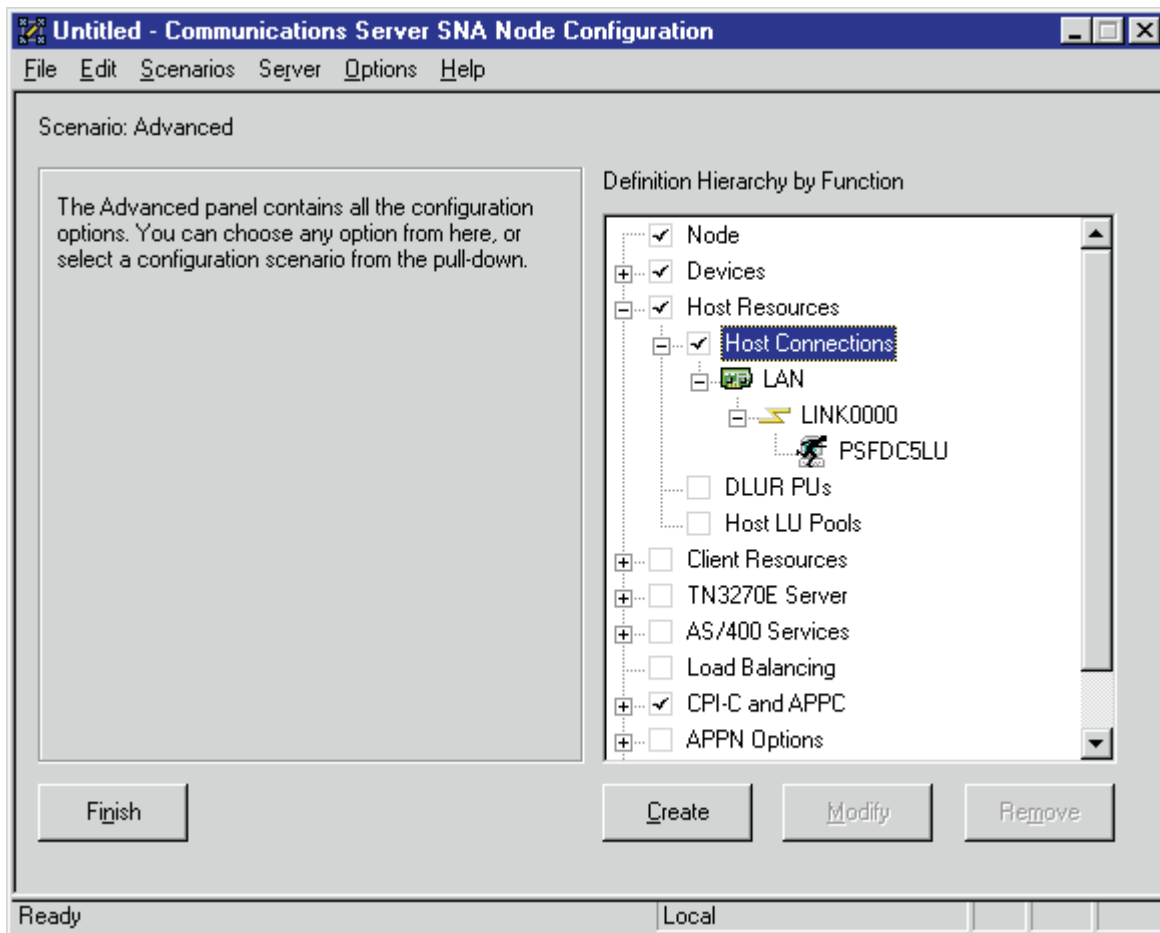 Untitled - Communications Server SNA Node Configuration
File Edit Scenarios Server Options Help
Scenario: Advanced
The Advanced panel contains all the configuration
options. You can choose any option from here, or
select a configuration scenario from the pull-down.
Definition Hierarchy by Function
Node
Devices
Host Resources
Host Connections
LAN
LINK0000
PSFDC5LU
DLUR PUs
Host LU Pools
Client Resources
TN3270E Server
AS/400 Services
Load Balancing
CPI-C and APPC
APPN Options
Finish
Create
Modify
Remove
Ready
Local